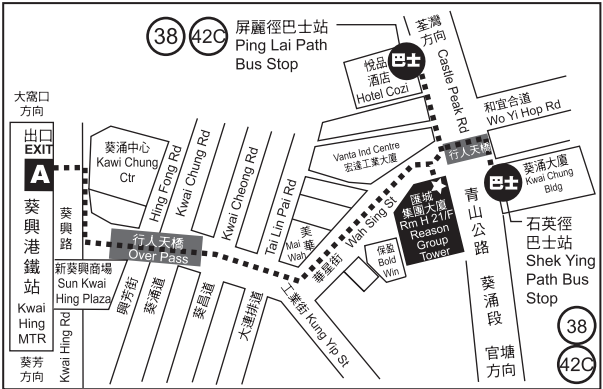 38
42C
屏麗徑巴士站
Ping Lai Path
Bus Stop
荃灣
方向
悅品
酒店
Hotel Cozi
巴士
Castle Peak Rd
和宜合道
Wo Yi Hop Rd
大窩口
方向
出口
EXIT
A
葵興港鐵站
Kwai
Hing
MTR
葵芳
方向
葵涌中心
Kawi Chung
Ctr
葵興路
Kwai Hing Rd
新葵興商場
Sun Kwai
Hing Plaza
Hing Fong Rd
Kwai Chung Rd
Kwai Cheong Rd
Tai Lin Pai Rd
行人天橋
Over Pass
興芳街
葵涌道
葵昌道
大連排道
Vanta Ind Centre
宏達工業大廈
美華
Mai
Wah
Wah Sing St
華星街
工業街 Kung Yip St
保盈
Bold
Win
匯城
集團大廈
Rm H 21/F
Reason
Group
Tower
行人天橋
巴士
葵涌大廈
Kwai Chung
Bldg
青山公路
葵涌段
官塘
方向
石英徑
巴士站
Shek Ying
Path Bus
Stop
38
42C